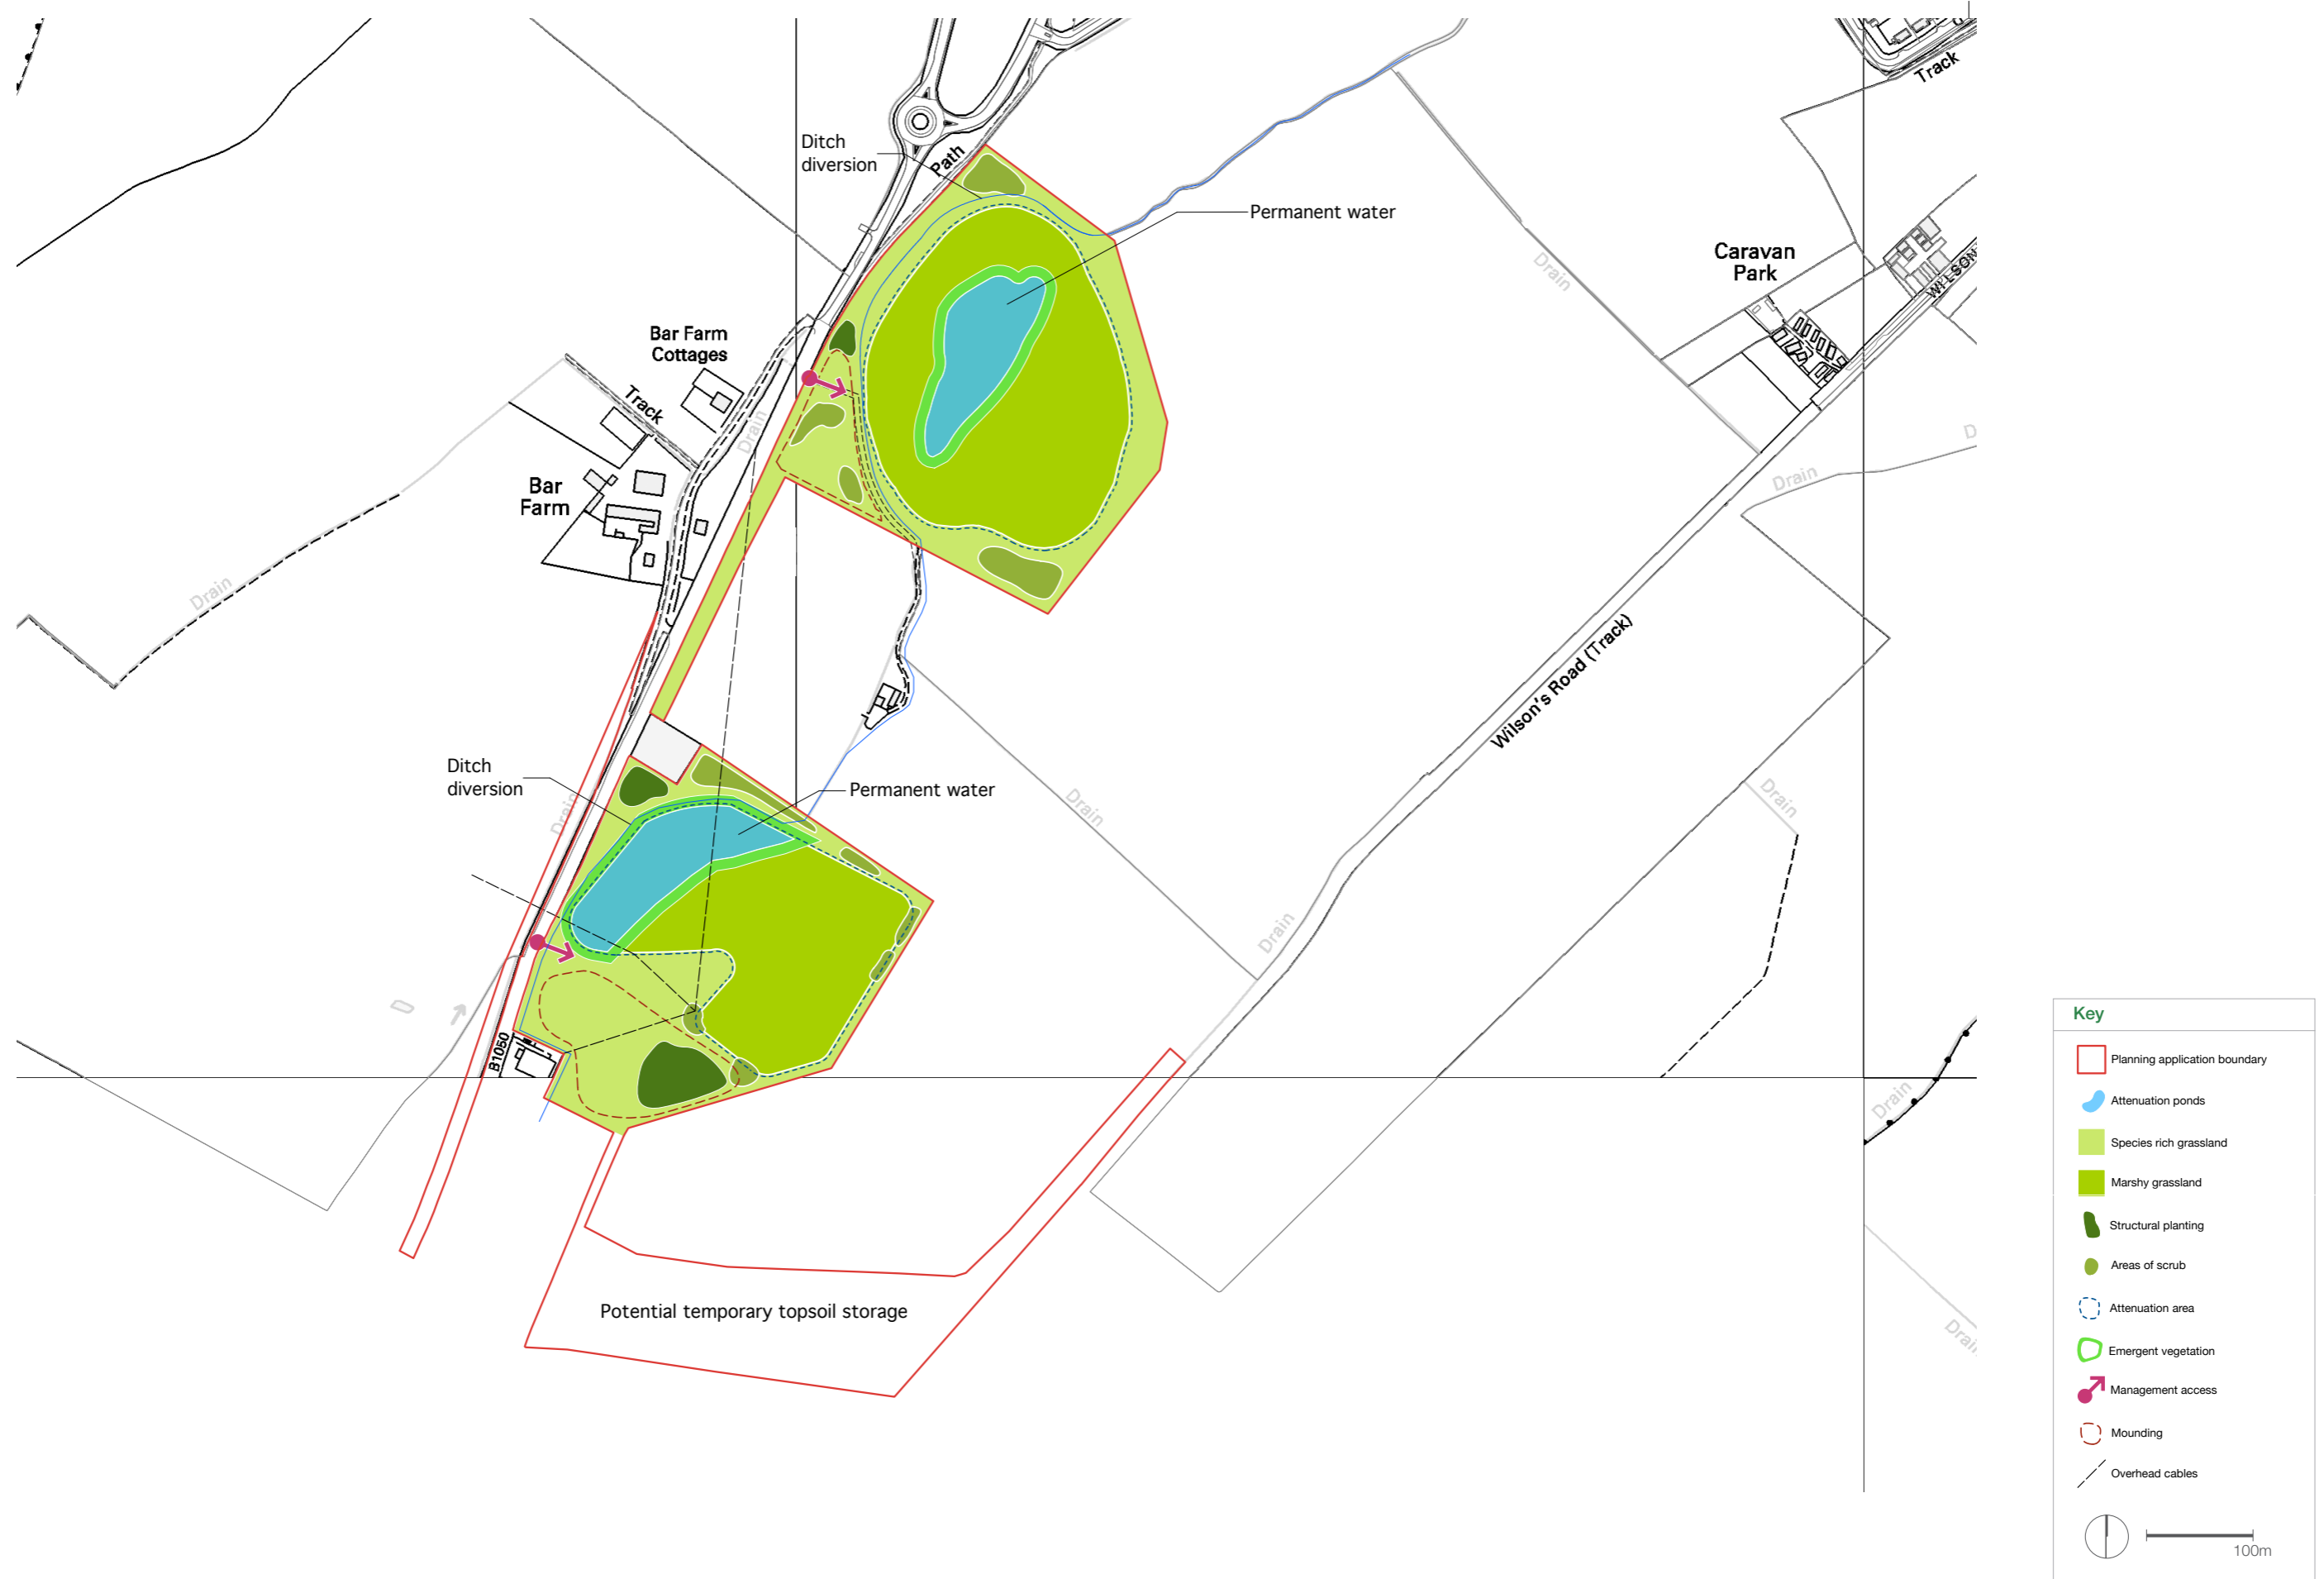 Track
Ditch
diversion
Path
Permanent water
Caravan
Park
WILSON
Drain
Bar Farm
Cottages
Track
Drain
Bar
Farm
Drain
Drain
D
Wilson's Road (Track)
Ditch
diversion
Drain
Permanent water
Drain
Drain
Drain
B1050
Drain
Potential temporary topsoil storage
Drain
Key
Planning application boundary
Attenuation ponds
Species rich grassland
Marshy grassland
Structural planting
Areas of scrub
Attenuation area
Emergent vegetation
Management access
Mounding
Overhead cables
100m